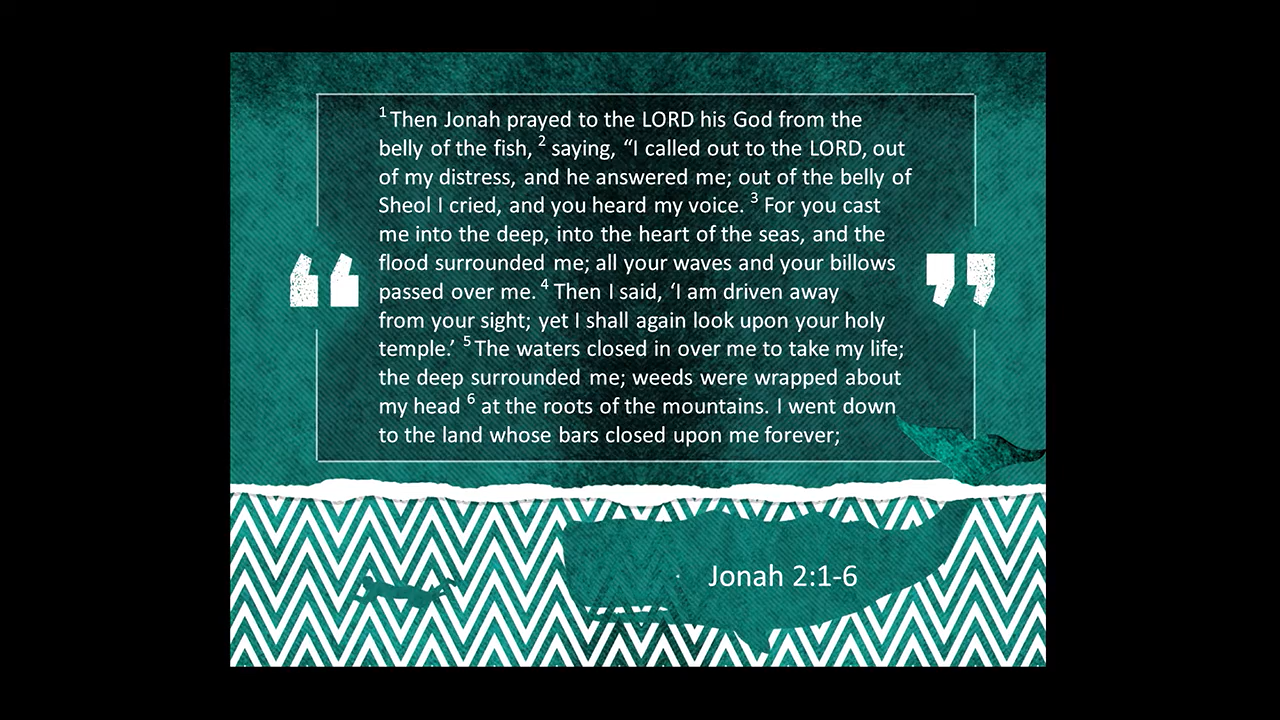 ¹ Then Jonah prayed to the LORD his God from the
belly of the fish, ² saying, “I called out to the LORD, out
of my distress, and he answered me; out of the belly of
Sheol I cried, and you heard my voice. ³ For you cast
me into the deep, into the heart of the seas, and the
flood surrounded me; all your waves and your billows
passed over me. ⁴ Then I said, ‘I am driven away
from your sight; yet I shall again look upon your holy
temple.’ ⁵ The waters closed in over me to take my life;
the deep surrounded me; weeds were wrapped about
my head ⁶ at the roots of the mountains. I went down
to the land whose bars closed upon me forever;
Jonah 2:1-6